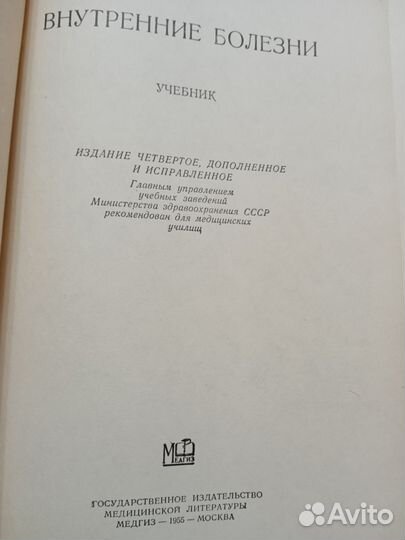 ВНУТРЕННИЕ БОЛЕЗНИ
УЧЕБНИК
ИЗДАНИЕ ЧЕТВЕРТОЕ, ДОПОЛНЕННОЕ
И ИСПРАВЛЕННОЕ
Главным управлением
учебных заведений
Министерства здравоохранения СССР
рекомендован для медицинских
училищ
МЕДГИЗ
ГОСУДАРСТВЕННОЕ ИЗДАТЕЛЬСТВО
МЕДИЦИНСКОЙ ЛИТЕРАТУРЫ
МЕДГИЗ — 1955 — МОСКВА
Avito